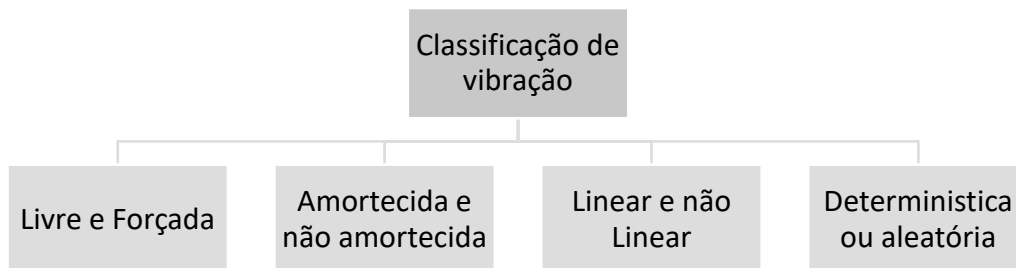 Classificação de
vibração
Livre e Forçada
Amortecida e
não amortecida
Linear e não
Linear
Deterministica
ou aleatória